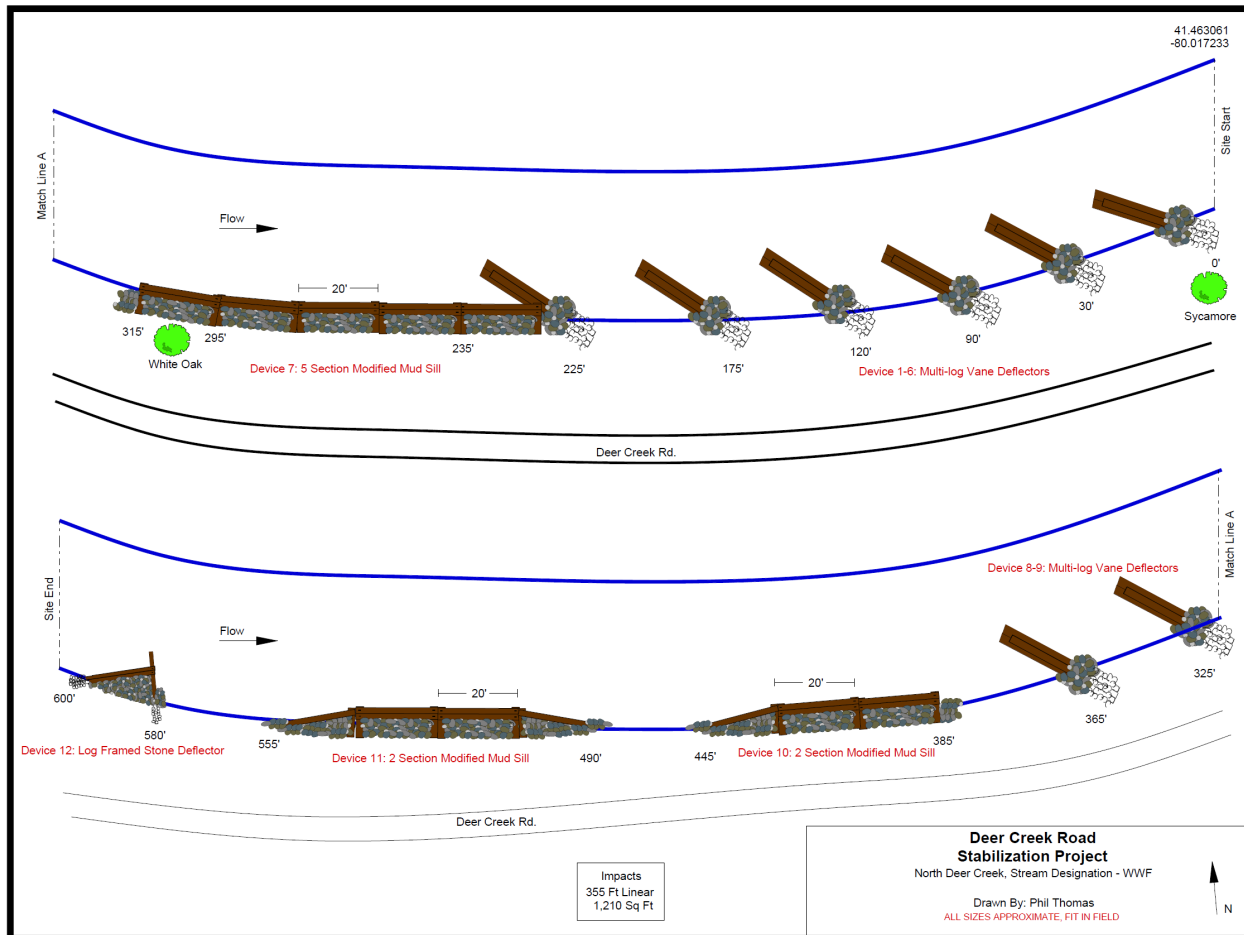 41.463061
-80.017233
Match Line A
Site Start
Flow
20'
0'
Sycamore
30'
90'
120'
175'
225'
235'
295'
315'
White Oak
Device 7: 5 Section Modified Mud Sill
Device 1-6: Multi-log Vane Deflectors
Deer Creek Rd.
Site End
Match Line A
Device 8-9: Multi-log Vane Deflectors
Flow
20'
20'
325'
365'
385'
445'
490'
555'
580'
600'
Device 12: Log Framed Stone Deflector
Device 11: 2 Section Modified Mud Sill
Device 10: 2 Section Modified Mud Sill
Deer Creek Rd.
Impacts
355 Ft Linear
1,210 Sq Ft
Deer Creek Road
Stabilization Project
North Deer Creek, Stream Designation - WWF
Drawn By: Phil Thomas
ALL SIZES APPROXIMATE, FIT IN FIELD
N